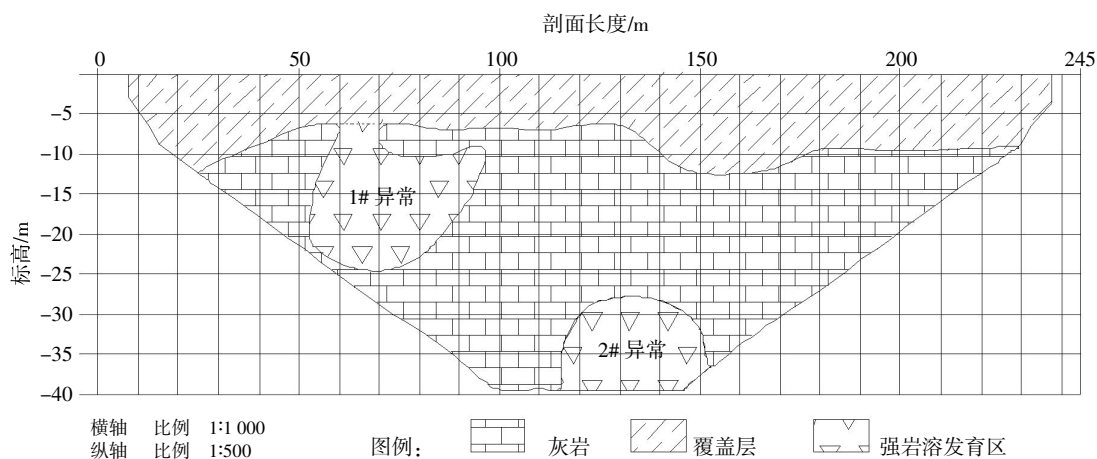 剖面长度/m
0 50 100 150 200 245
-5
-10
-15
-20
-25
-30
-35
-40
标高/m
1# 异常
2# 异常
横轴 比例 1:1 000
纵轴 比例 1:500
图例: 灰岩 覆盖层 强岩溶发育区